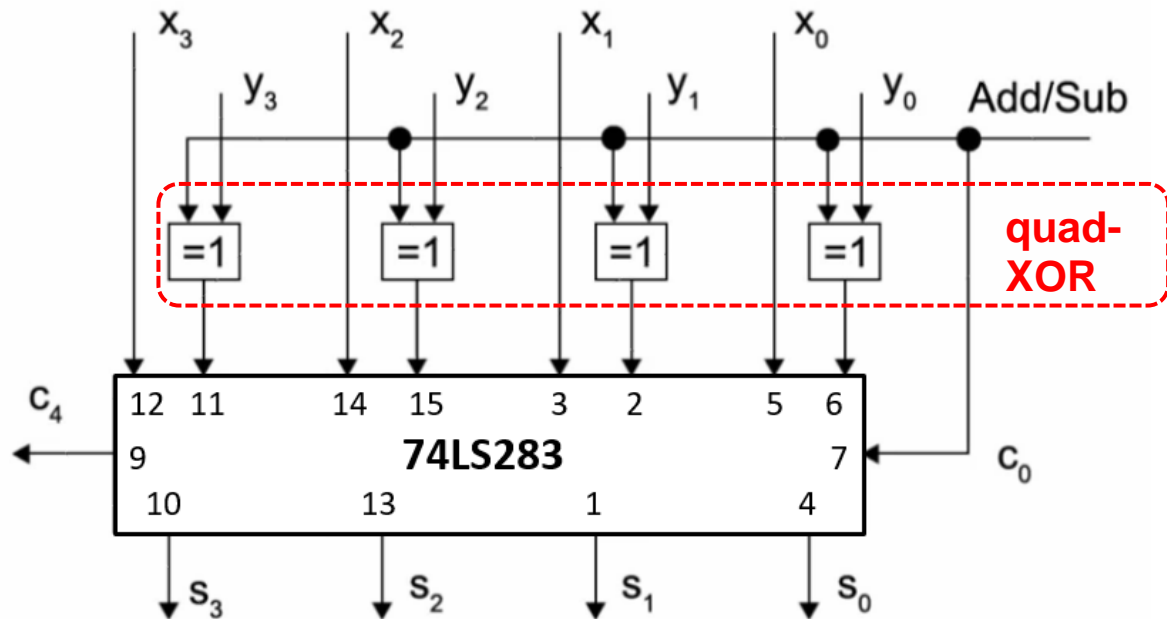 x3 x2 x1 x0
y3 y2 y1 y0 Add/Sub
=1 =1 =1 =1
quad-
XOR
12 11 14 15 3 2 5 6
c4 9 74LS283 7 c0
10 13 1 4
s3 s2 s1 s0